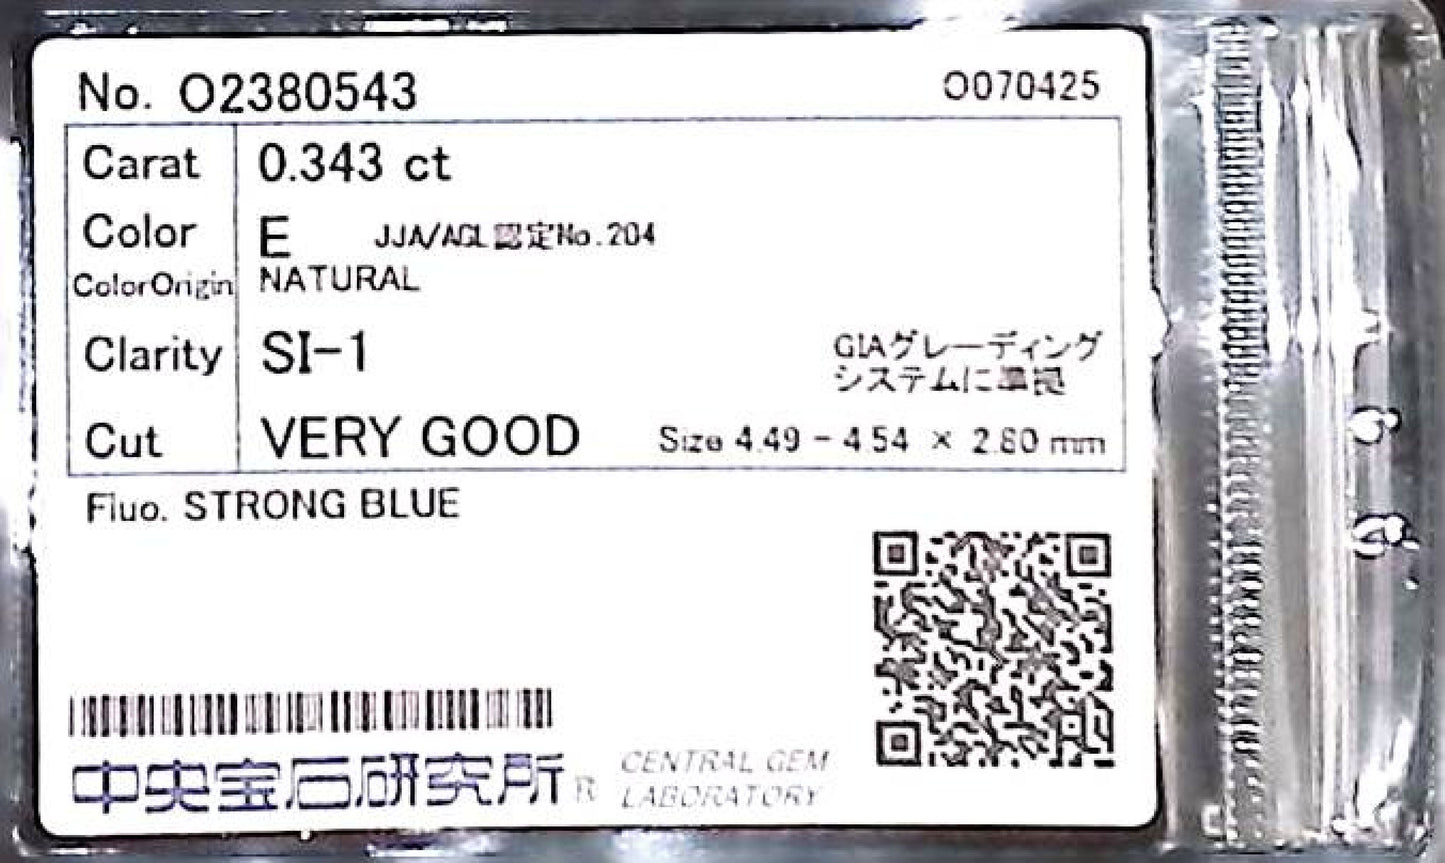 No. O2380543 O070425
Carat 0.343 ct
Color E JJA/AGL認定No.204
ColorOrigin NATURAL
Clarity SI-1 GIAグレーディング
システムに準拠
Cut VERY GOOD Size 4.49 - 4.54 × 2.80 mm
Fluo. STRONG BLUE
中央宝石研究所® CENTRAL GEM
LABORATORY